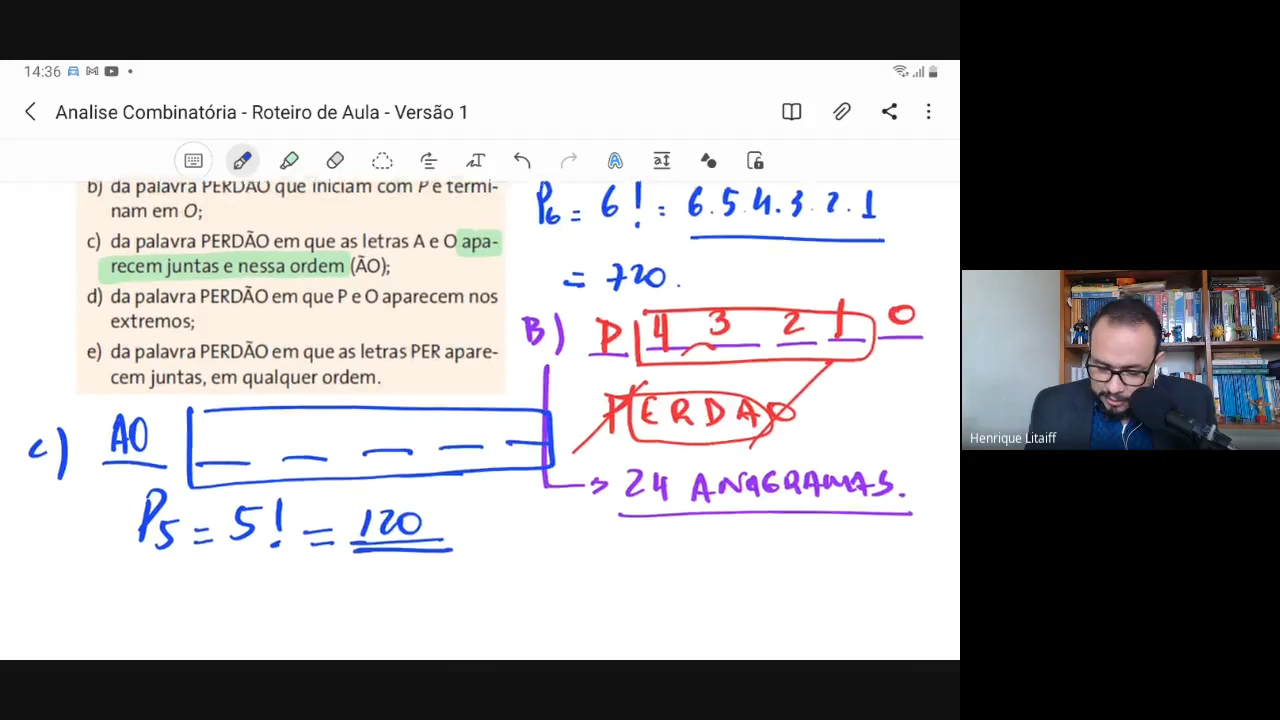 14:36
Analise Combinatória - Roteiro de Aula - Versão 1
b) da palavra PERDÃO que iniciam com P e termi-
nam em O;
c) da palavra PERDÃO em que as letras A e O apa-
recem juntas e nessa ordem (ÃO);
d) da palavra PERDÃO em que P e O aparecem nos
extremos;
e) da palavra PERDÃO em que as letras PER apare-
cem juntas, em qualquer ordem.
P6 = 6! = 6.5.4.3.2.1
= 720.
B) P 4 3 2 1 O
PERDAO
→ 24 ANAGRAMAS.
c) AO
P5 = 5! = 120
Henrique Litaiff